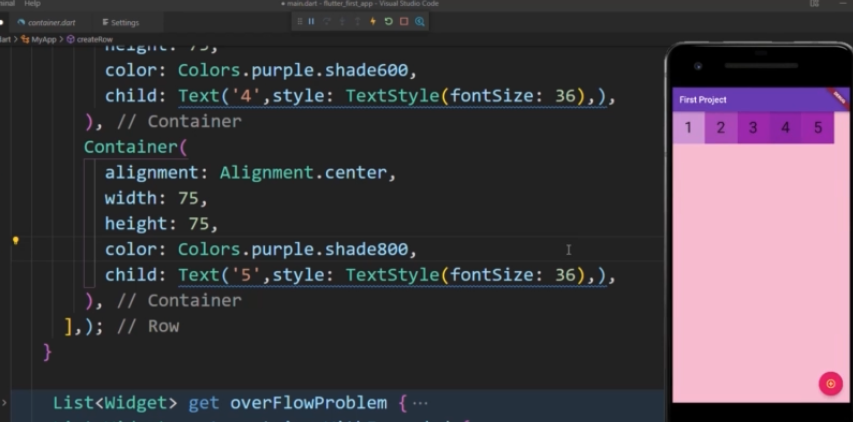 Help
main.dart - flutter_first_app - Visual Studio Code
container.dart
Settings
MyApp > createRow
height: 75,
color: Colors.purple.shade600,
child: Text('4',style: TextStyle(fontSize: 36),),
), // Container
Container(
alignment: Alignment.center,
width: 75,
height: 75,
color: Colors.purple.shade800,
child: Text('5',style: TextStyle(fontSize: 36),),
), // Container
],); // Row
}
List<Widget> get overFlowProblem {
First Project
1 2 3 4 5